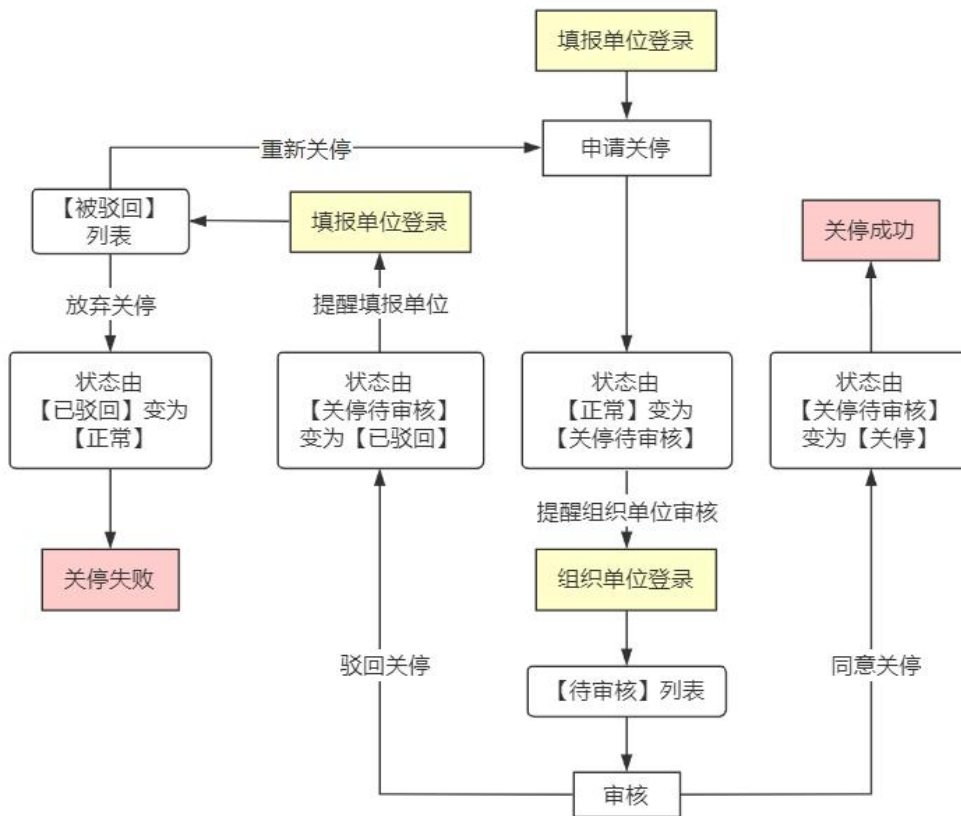 填报单位登录
重新关停
申请关停
【被驳回】
列表
填报单位登录
关停成功
放弃关停
提醒填报单位
状态由
【已驳回】变为
【正常】
状态由
【关停待审核】
变为【已驳回】
状态由
【正常】变为
【关停待审核】
状态由
【关停待审核】
变为【关停】
提醒组织单位审核
关停失败
组织单位登录
驳回关停
【待审核】列表
同意关停
审核